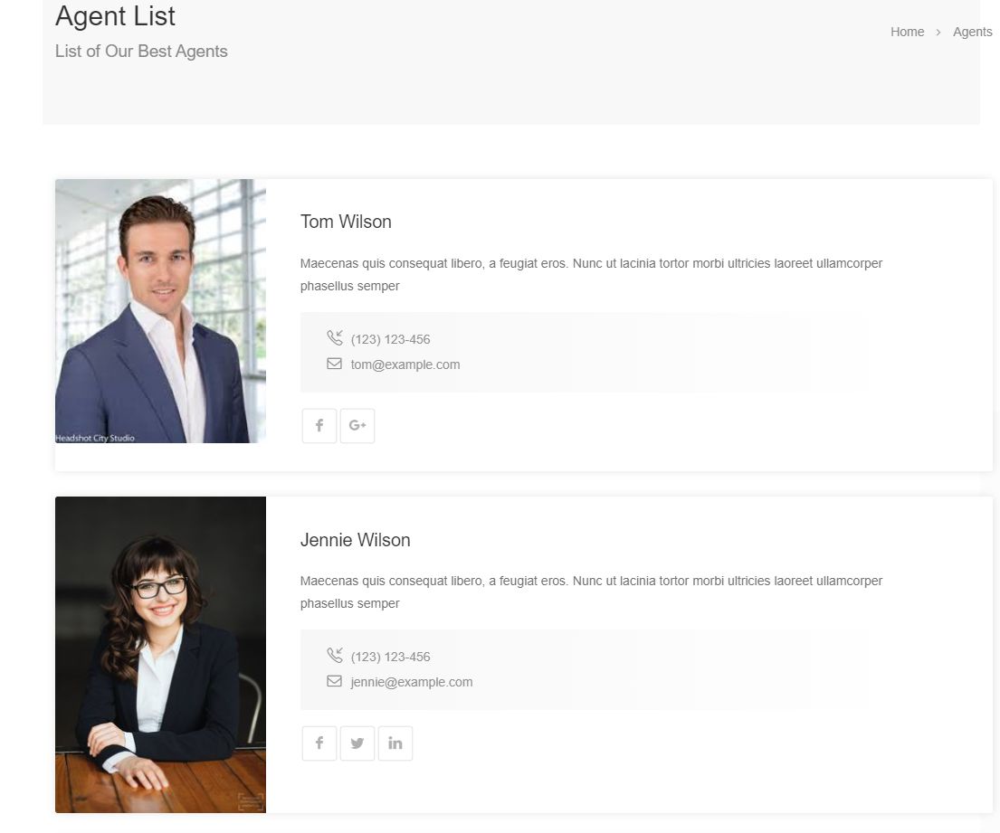 Agent List
List of Our Best Agents
Home > Agents
Tom Wilson
Maecenas quis consequat libero, a feugiat eros. Nunc ut lacinia tortor morbi ultricies laoreet ullamcorper
phasellus semper
(123) 123-456
tom@example.com
f G+
Headshot City Studio
Jennie Wilson
Maecenas quis consequat libero, a feugiat eros. Nunc ut lacinia tortor morbi ultricies laoreet ullamcorper
phasellus semper
(123) 123-456
jennie@example.com
f in